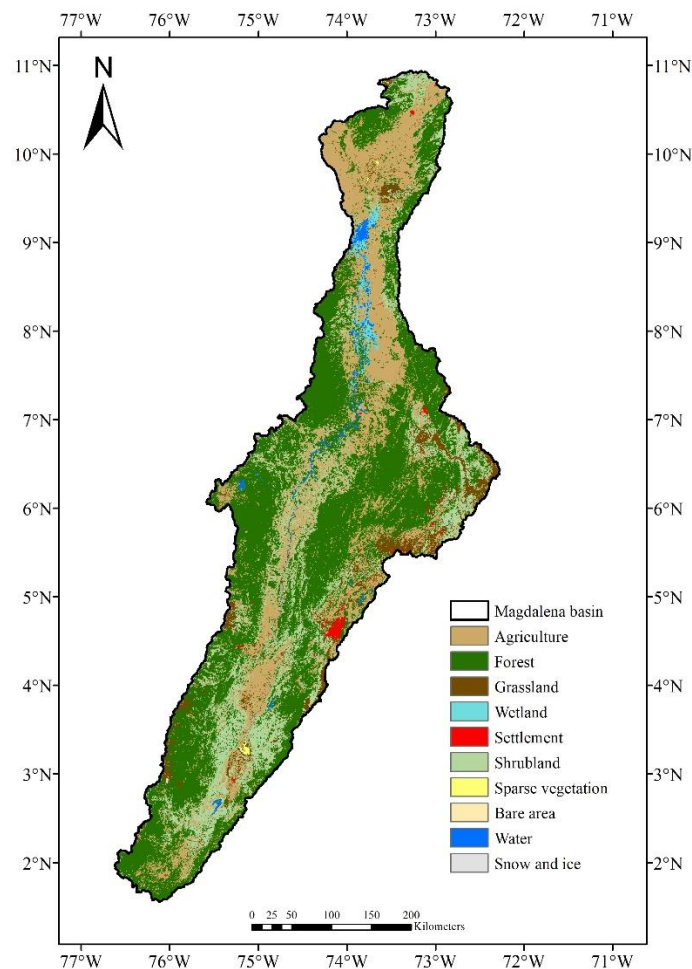 77°W 76°W 75°W 74°W 73°W 72°W 71°W
11°N 11°N
N
10°N 10°N
9°N 9°N
8°N 8°N
7°N 7°N
6°N 6°N
5°N 5°N
Magdalena basin
Agriculture
Forest
4°N 4°N
Grassland
Wetland
Settlement
3°N 3°N
Shrubland
Sparse vegetation
Bare area
Water
2°N 2°N
Snow and ice
0 25 50 100 150 200
Kilometers
77°W 76°W 75°W 74°W 73°W 72°W 71°W